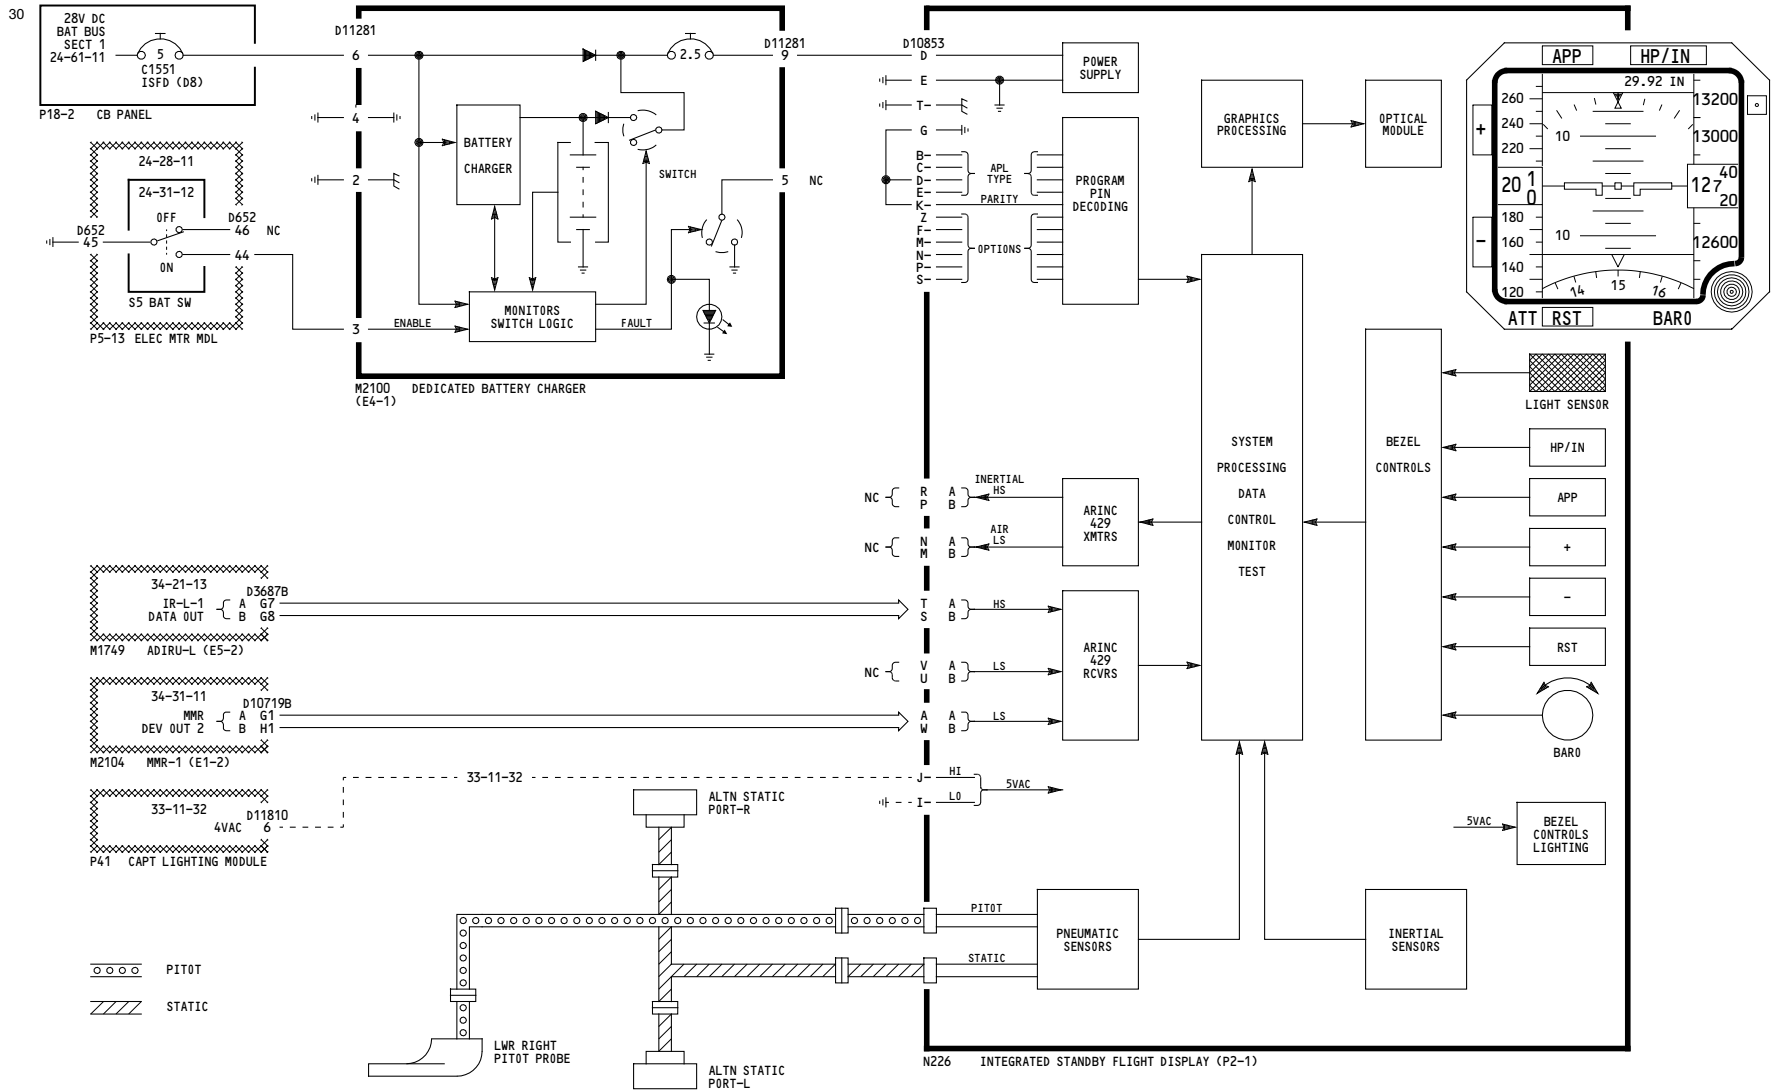 30
28V DC
BAT BUS
SECT 1
24-61-11
5
C1551
ISFD (D8)
P18-2 CB PANEL
24-28-11
24-31-12
OFF
D652
46 NC
D652
45
44
ON
S5 BAT SW
P5-13 ELEC MTR MDL
D11281
6
4
2
3
ENABLE
BATTERY
CHARGER
MONITORS
SWITCH LOGIC
FAULT
SWITCH
2.5
D11281
9
5 NC
M2100 DEDICATED BATTERY CHARGER
(E4-1)
D10853
D
E
T
G
B
C
D
E
K
Z
F
M
N
P
S
APL
TYPE
PARITY
OPTIONS
POWER
SUPPLY
PROGRAM
PIN
DECODING
GRAPHICS
PROCESSING
OPTICAL
MODULE
APP
HP/IN
29.92 IN
260
240
220
20 1
0
180
160
140
120
10
10
13200
13000
127
40
20
12600
14
15
16
+
-
ATT RST BARO
LIGHT SENSOR
HP/IN
APP
+
-
RST
BARO
SYSTEM
PROCESSING
DATA
CONTROL
MONITOR
TEST
BEZEL
CONTROLS
INERTIAL
NC R A HS
P B
AIR
NC N A LS
M B
ARINC
429
XMTRS
34-21-13
D3687B
IR-L-1 A G7
DATA OUT B G8
M1749 ADIRU-L (E5-2)
T A HS
S B
NC V A LS
U B
ARINC
429
RCVRS
34-31-11
D10719B
MMR A G1
DEV OUT 2 B H1
M2104 MMR-1 (E1-2)
A A LS
W B
33-11-32
D11810
4VAC 6
P41 CAPT LIGHTING MODULE
33-11-32
J HI
I LO
5VAC
5VAC
BEZEL
CONTROLS
LIGHTING
ALTN STATIC
PORT-R
PITOT
STATIC
PNEUMATIC
SENSORS
INERTIAL
SENSORS
PITOT
STATIC
LWR RIGHT
PITOT PROBE
ALTN STATIC
PORT-L
N226 INTEGRATED STANDBY FLIGHT DISPLAY (P2-1)